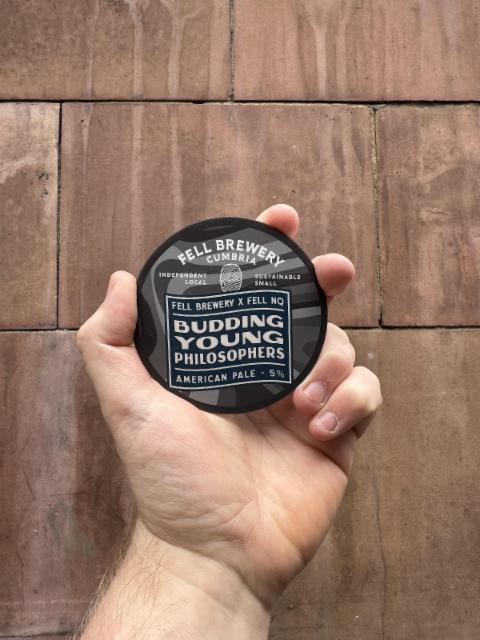 FELL BREWERY
CUMBRIA
INDEPENDENT SUSTAINABLE
LOCAL SMALL
FELL BREWERY X FELL NQ
BUDDING
YOUNG
PHILOSOPHERS
AMERICAN PALE - 5%